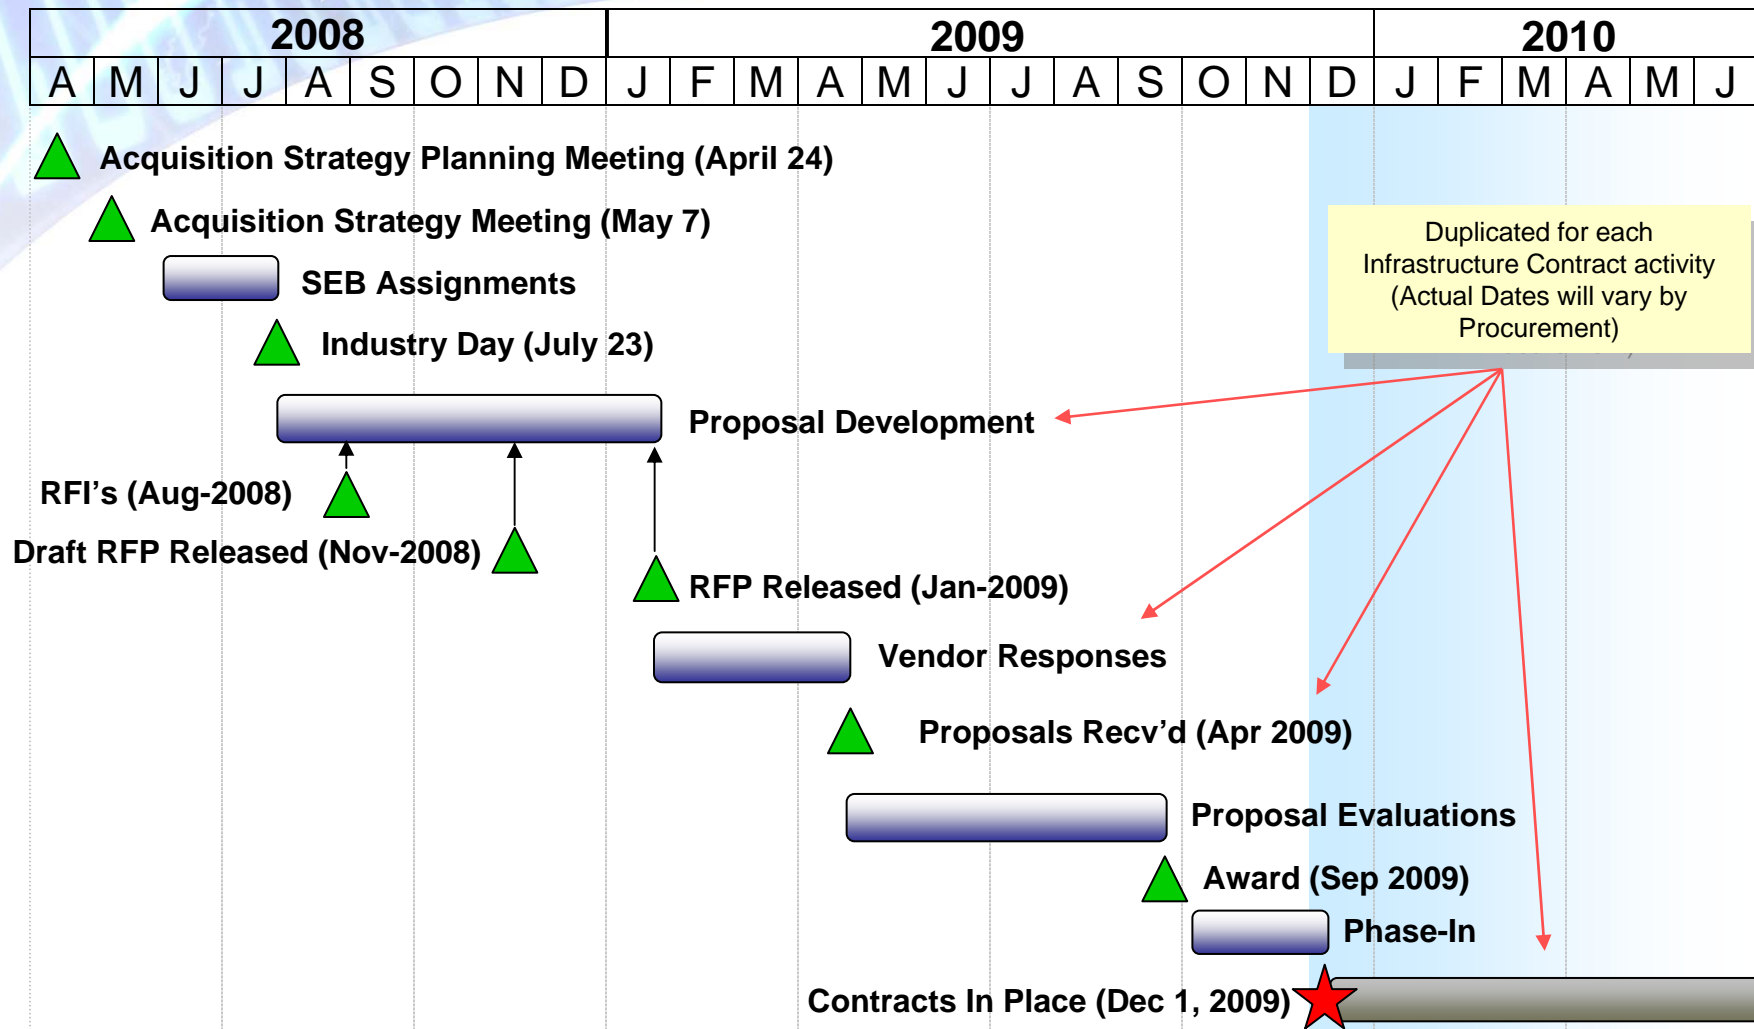 2008 2009 2010
A M J J A S O N D J F M A M J J A S O N D J F M A M J
Acquisition Strategy Planning Meeting (April 24)
Acquisition Strategy Meeting (May 7)
Duplicated for each
Infrastructure Contract activity
(Actual Dates will vary by
Procurement)
SEB Assignments
Industry Day (July 23)
Proposal Development
RFI's (Aug-2008)
Draft RFP Released (Nov-2008)
RFP Released (Jan-2009)
Vendor Responses
Proposals Recv’d (Apr 2009)
Proposal Evaluations
Award (Sep 2009)
Phase-In
Contracts In Place (Dec 1, 2009)